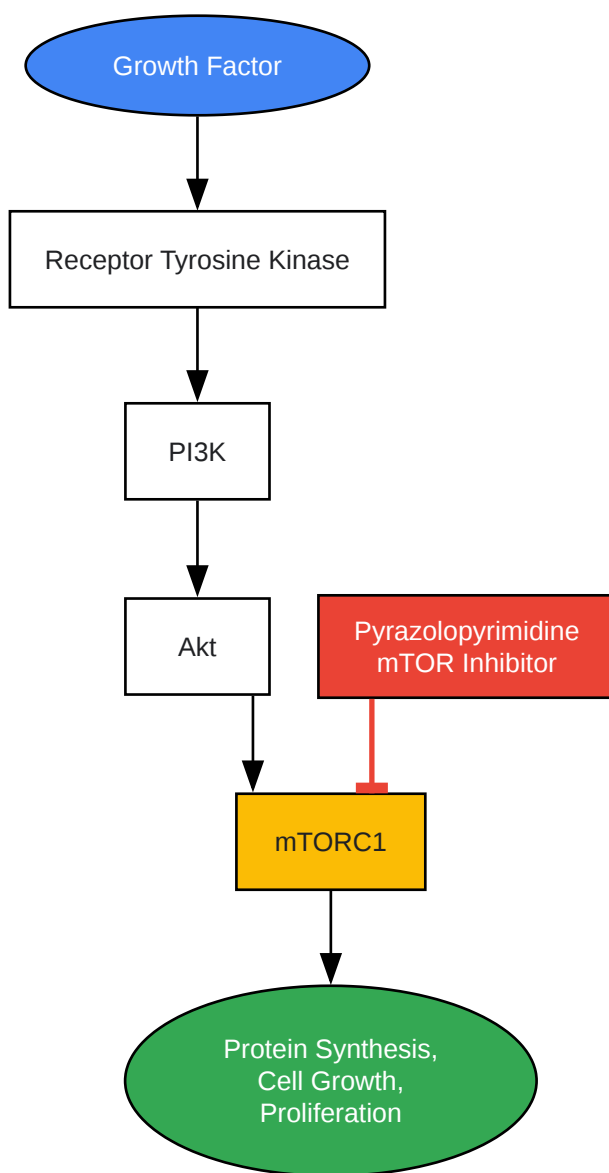 Growth Factor
Receptor Tyrosine Kinase
PI3K
Akt
Pyrazolopyrimidine
mTOR Inhibitor
mTORC1
Protein Synthesis,
Cell Growth,
Proliferation